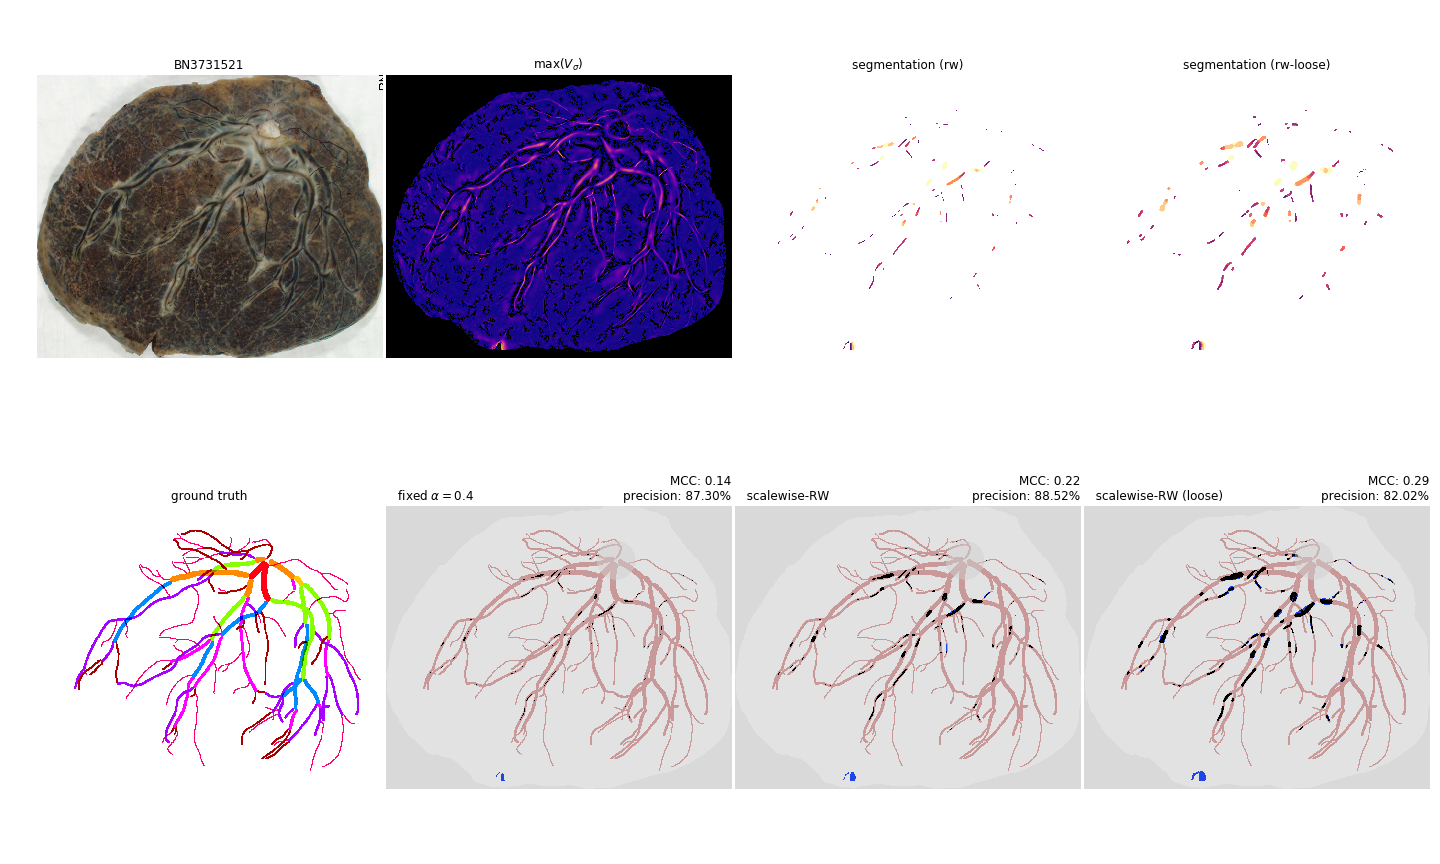 BN3731521
max(V_σ)
segmentation (rw)
segmentation (rw-loose)
ground truth
fixed α = 0.4
MCC: 0.14
precision: 87.30%
scalewise-RW
MCC: 0.22
precision: 88.52%
scalewise-RW (loose)
MCC: 0.29
precision: 82.02%